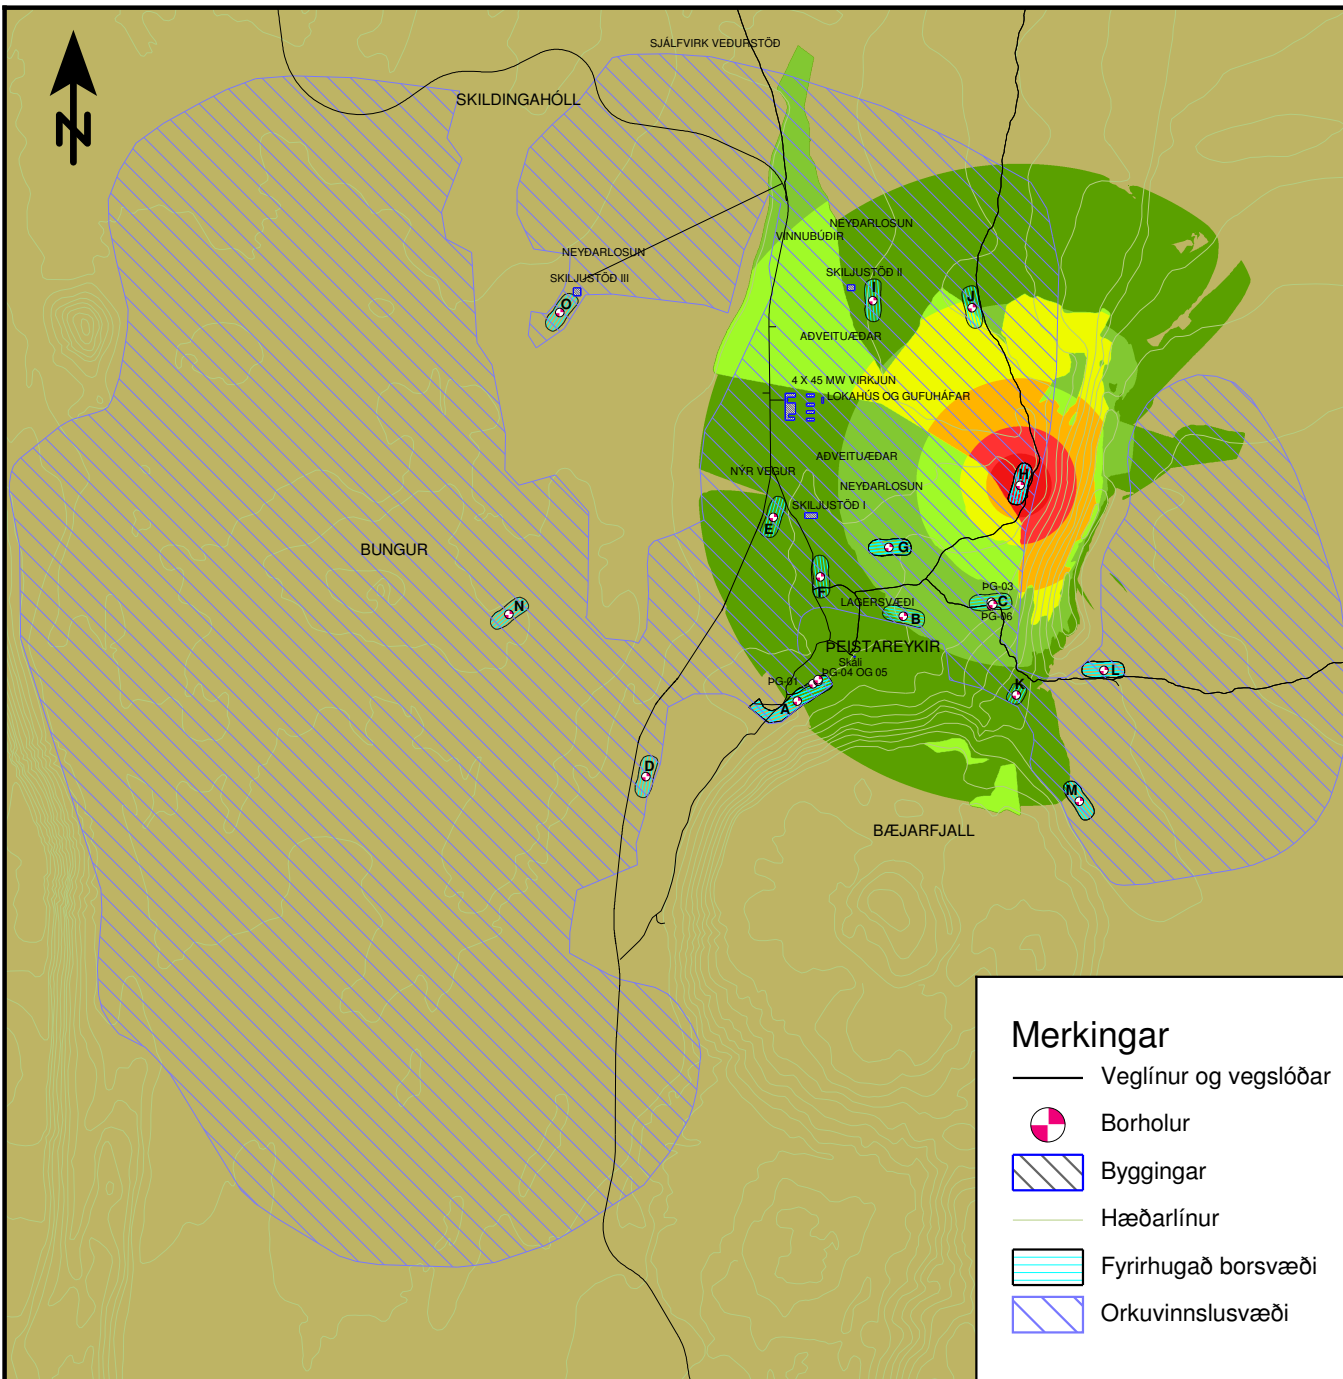 SJÁLFVIRK VEÐURSTÖÐ
SKILDINGAHÓLL
N
NEYÐARLOSUN
VINNUBÚÐIR
NEYÐARLOSUN
SKILJUSTÖÐ II
SKILJUSTÖÐ III
I
J
O
AÐVEITUÆÐAR
4 X 45 MW VIRKJUN
LOKAHÚS OG GUFUHÁFAR
AÐVEITUÆÐAR
NÝR VEGUR
H
NEYÐARLOSUN
SKILJUSTÖÐ I
E
BUNGUR
G
ÞG-03
F
LAGERSVÆÐI
C
N
B
ÞG-06
ÞEISTAREYKIR
Skáli
ÞG-04 OG 05
ÞG-01
L
K
A
D
M
BÆJARFJALL
Merkingar
Veglínur og vegslóðar
Borholur
Byggingar
Hæðarlínur
Fyrirhugað borsvæði
Orkuvinnslusvæði